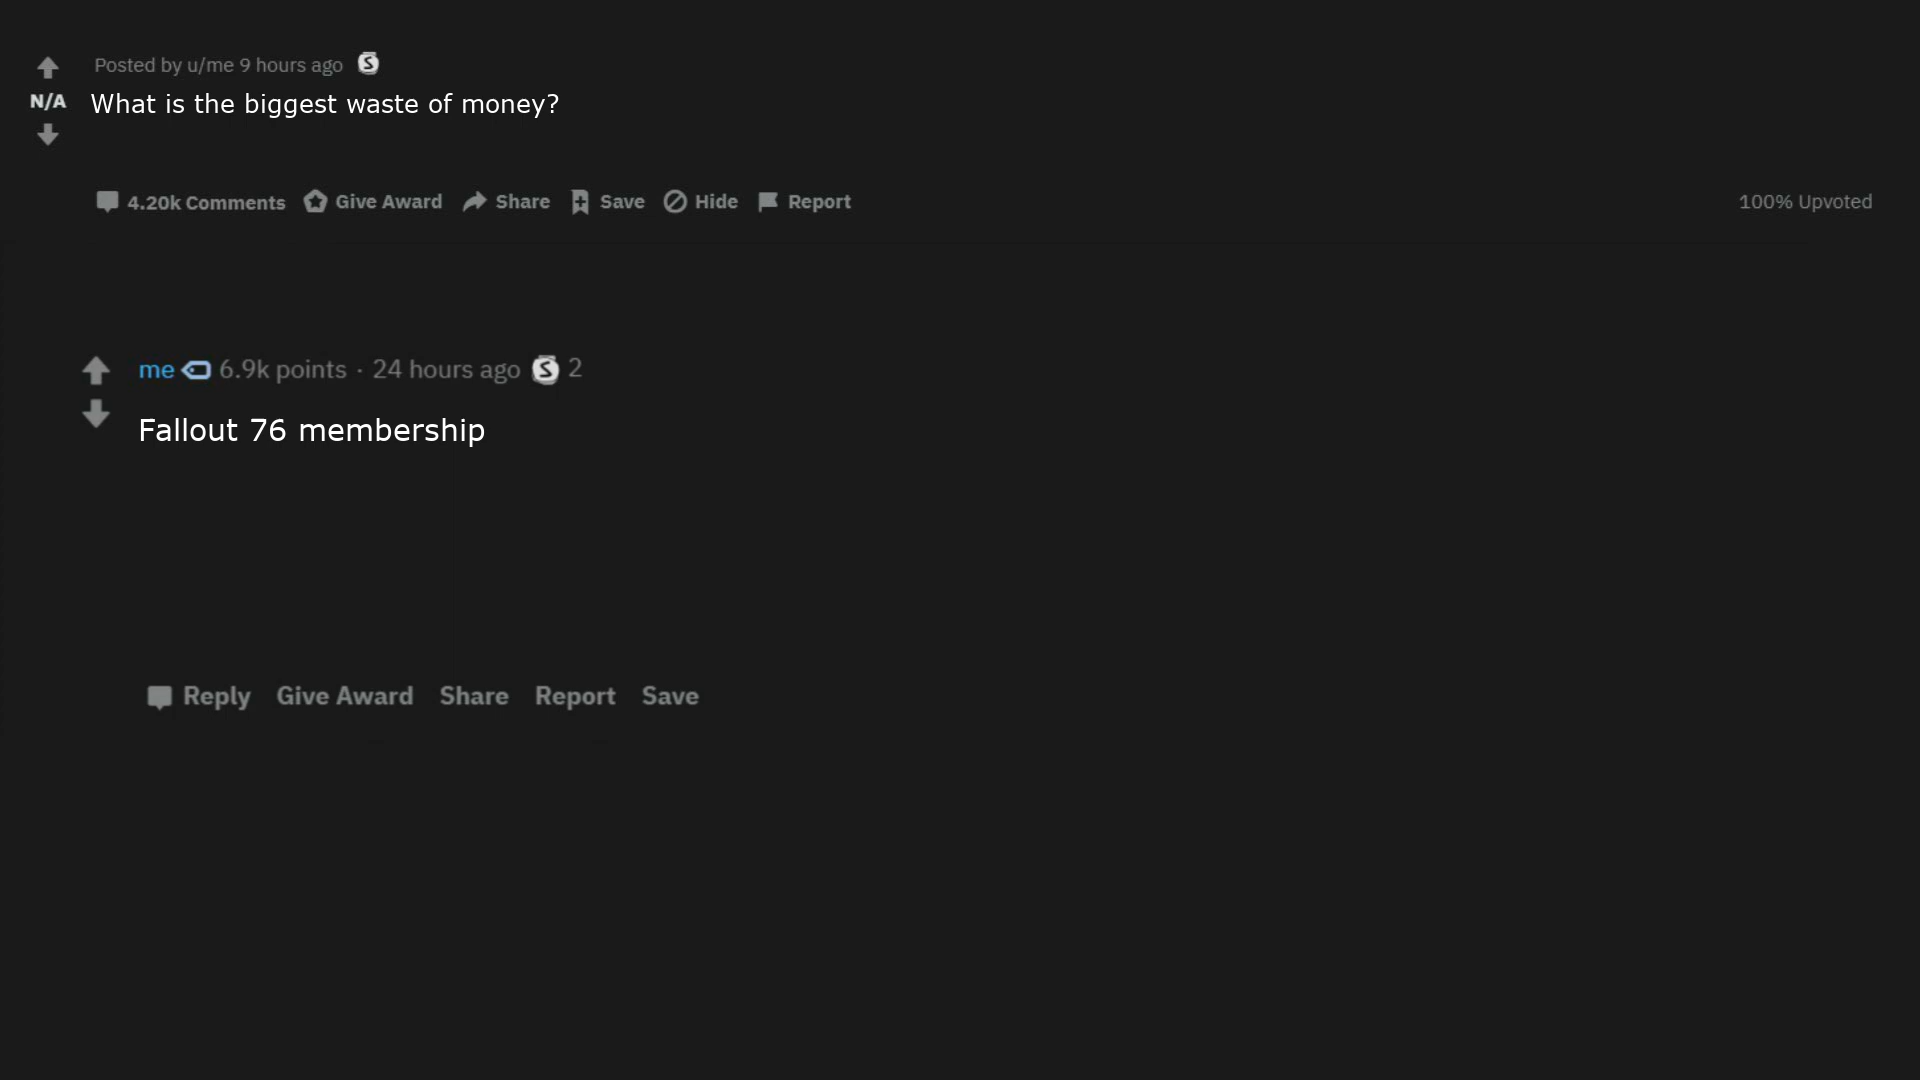 Posted by u/me 9 hours ago
N/A What is the biggest waste of money?
4.20k Comments Give Award Share Save Hide Report 100% Upvoted
me 6.9k points · 24 hours ago S 2
Fallout 76 membership
Reply Give Award Share Report Save